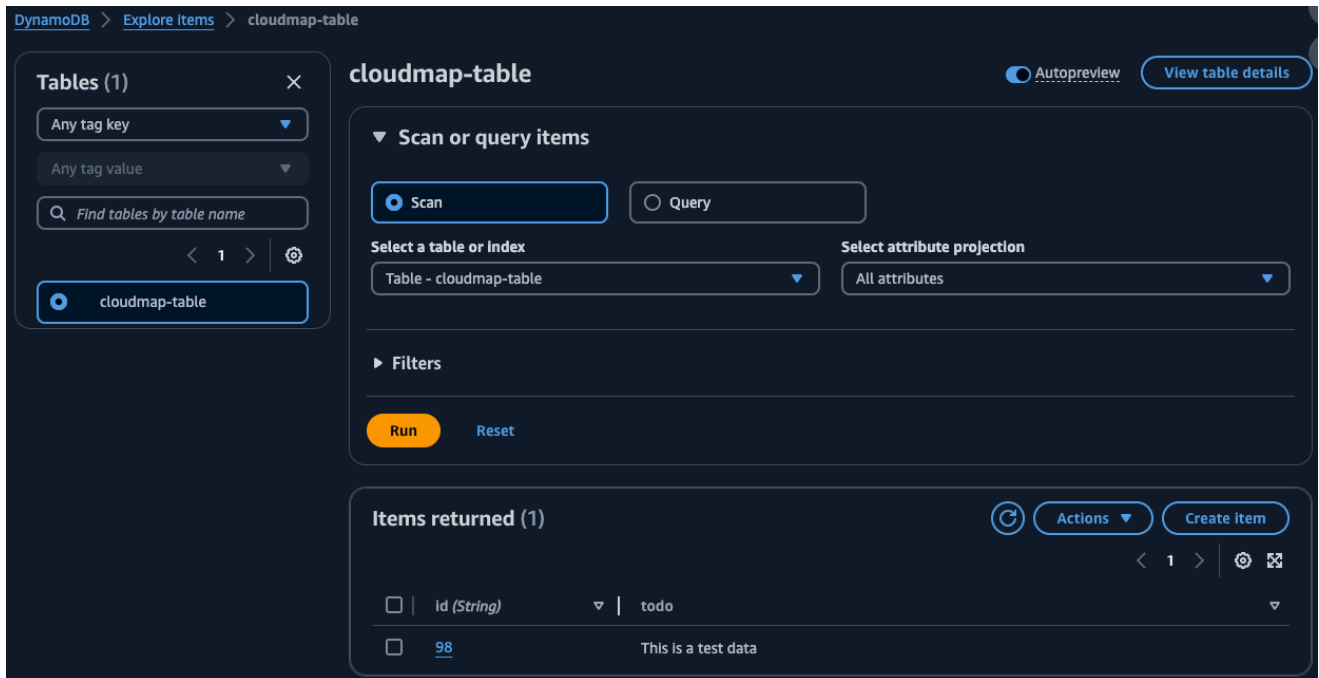 DynamoDB > Explore items > cloudmap-table
Tables (1)
Any tag key
Any tag value
Find tables by table name
1
cloudmap-table
cloudmap-table
Autopreview
View table details
Scan or query items
Scan
Query
Select a table or index
Select attribute projection
Table - cloudmap-table
All attributes
Filters
Run
Reset
Items returned (1)
Actions
Create item
1
id (String)
todo
98
This is a test data